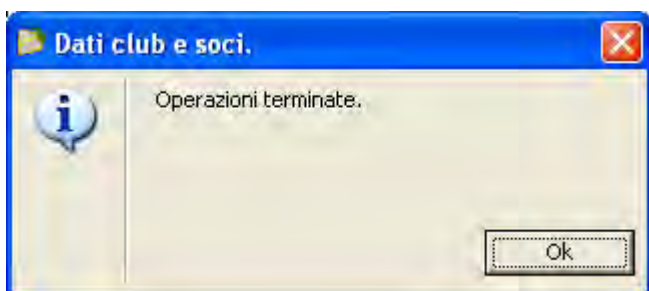 Dati club e soci.
Operazioni terminate.
Ok